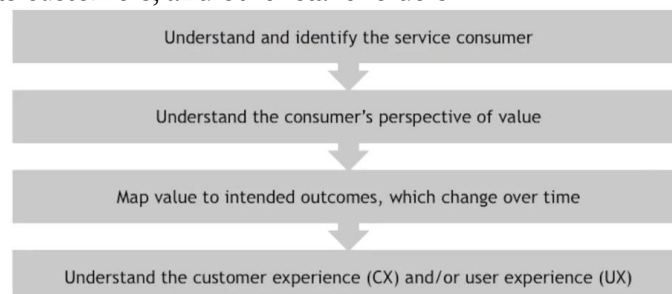 Understand and identify the service consumer
Understand the consumer's perspective of value
Map value to intended outcomes, which change over time
Understand the customer experience (CX) and/or user experience (UX)